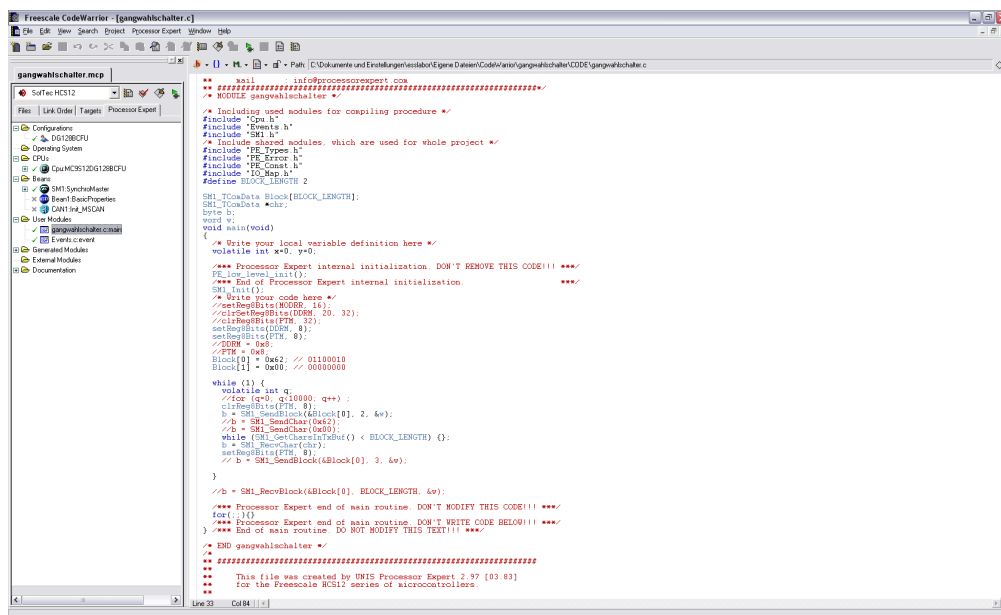 Freescale CodeWarrior - [gangwahlschalter.c]
File Edit View Search Project Processor Expert Window Help
Path: C:\Dokumente und Einstellungen\esslabor\Eigene Dateien\CodeWarrior\gangwahlschalter\CODE\gangwahlschalter.c
gangwahlschalter.mcp
SofTec HCS12
Files Link Order Targets Processor Expert
Configurations
DG128BCFU
Operating System
CPUs
Cpu:MC9S12DG128BCFU
Beans
SM1:SynchroMaster
Bean1:BasicProperties
CAN1:Init_MSCAN
User Modules
gangwahlschalter.c:main
Events.c:event
Generated Modules
External Modules
Documentation
** mail : info@processorexpert.com
** ###################################################################*/
/* MODULE gangwahlschalter */
/* Including used modules for compiling procedure */
#include "Cpu.h"
#include "Events.h"
#include "SM1.h"
/* Include shared modules, which are used for whole project */
#include "PE_Types.h"
#include "PE_Error.h"
#include "PE_Const.h"
#include "IO_Map.h"
#define BLOCK_LENGTH 2
SM1_TComData Block[BLOCK_LENGTH];
SM1_TComData *chr;
byte b;
word w;
void main(void)
{
/* Write your local variable definition here */
volatile int x=0, y=0;
/*** Processor Expert internal initialization. DON'T REMOVE THIS CODE!!! ***/
PE_low_level_init();
/*** End of Processor Expert internal initialization. ***/
SM1_Init();
/* Write your code here */
//setReg8Bits(MODRR, 16);
//clrSetReg8Bits(DDRM, 20, 32);
//clrReg8Bits(PTM, 32);
setReg8Bits(DDRM, 8);
setReg8Bits(PTM, 8);
//DDRM = 0x8;
//PTM = 0x8;
Block[0] = 0x62; // 01100010
Block[1] = 0x00; // 00000000
while (1) {
volatile int q;
//for (q=0; q<10000; q++) ;
clrReg8Bits(PTM, 8);
b = SM1_SendBlock(&Block[0], 2, &w);
//b = SM1_SendChar(0x62);
//b = SM1_SendChar(0x00);
while (SM1_GetCharsInTxBuf() < BLOCK_LENGTH) {};
b = SM1_RecvChar(chr);
setReg8Bits(PTM, 8);
// b = SM1_SendBlock(&Block[0], 3, &w);
}
//b = SM1_RecvBlock(&Block[0], BLOCK_LENGTH, &w);
/*** Processor Expert end of main routine. DON'T MODIFY THIS CODE!!! ***/
for(;;){}
/*** Processor Expert end of main routine. DON'T WRITE CODE BELOW!!! ***/
} /*** End of main routine. DO NOT MODIFY THIS TEXT!!! ***/
/* END gangwahlschalter */
/*
** ###################################################################
**
** This file was created by UNIS Processor Expert 2.97 [03.83]
** for the Freescale HCS12 series of microcontrollers.
**
Line 33 Col 84